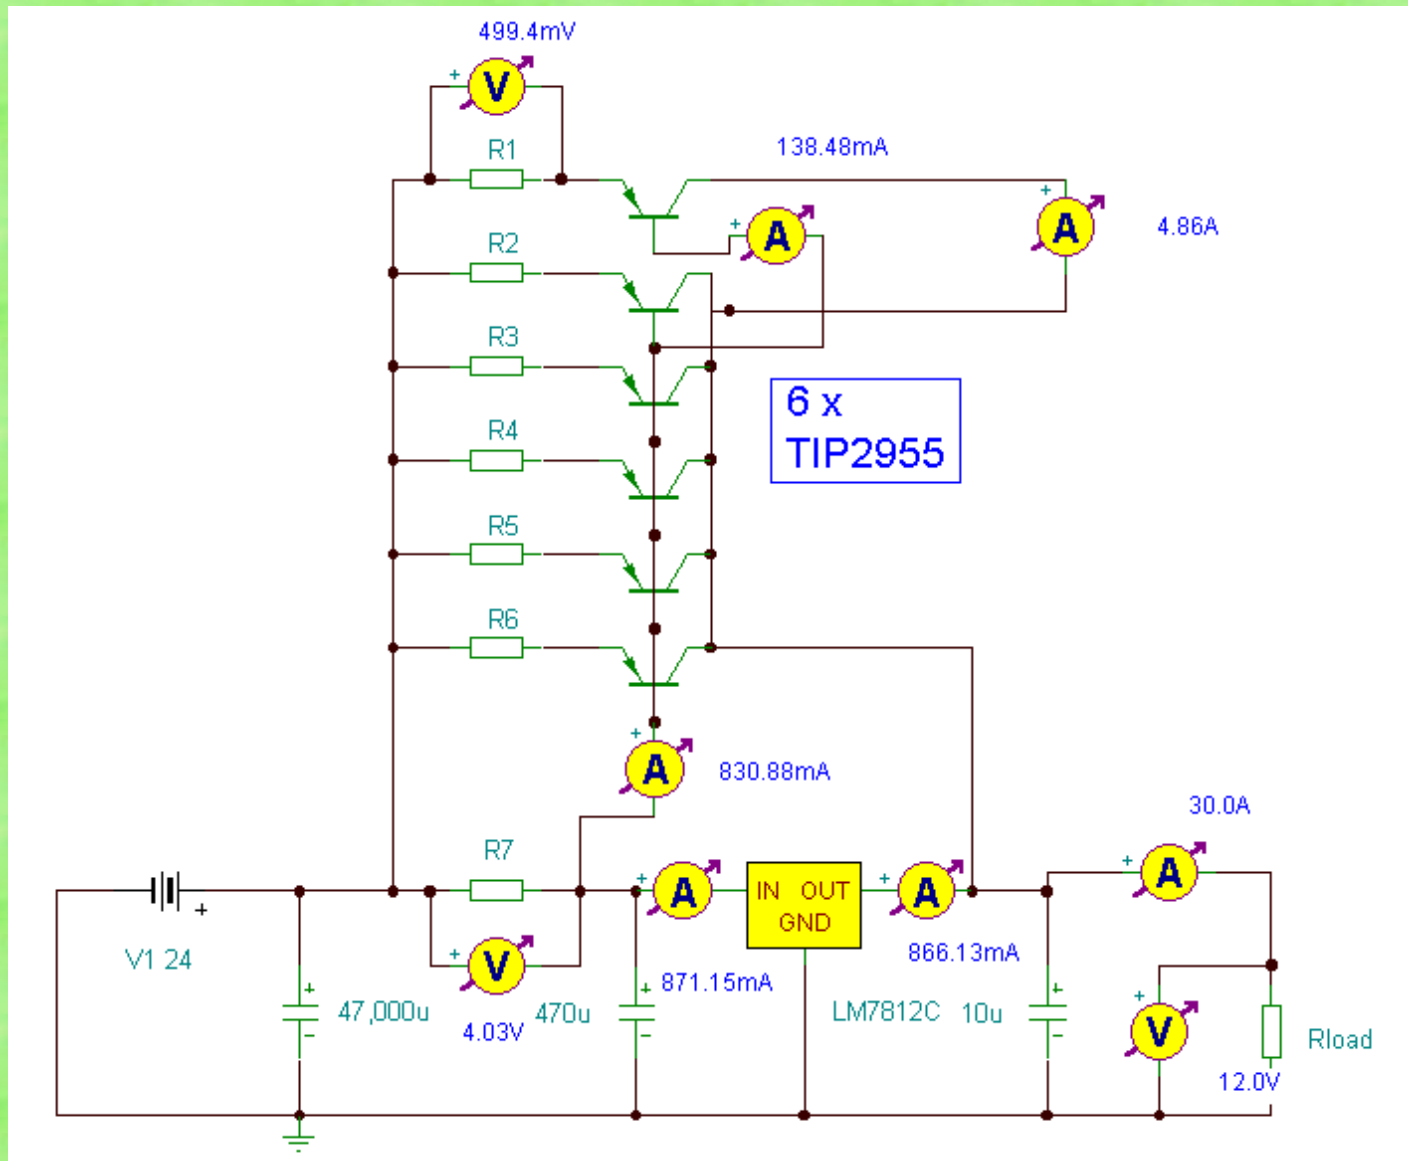 499.4mV
+
V
R1
138.48mA
+
A
+
A
4.86A
R2
R3
6 x
TIP2955
R4
R5
R6
+
A
830.88mA
30.0A
R7
+
A
+
A
IN OUT
GND
+
A
+
V1 24
+
V
866.13mA
871.15mA
+
47,000u
-
4.03V
470u
+
-
LM7812C
10u
+
-
+
V
Rload
12.0V